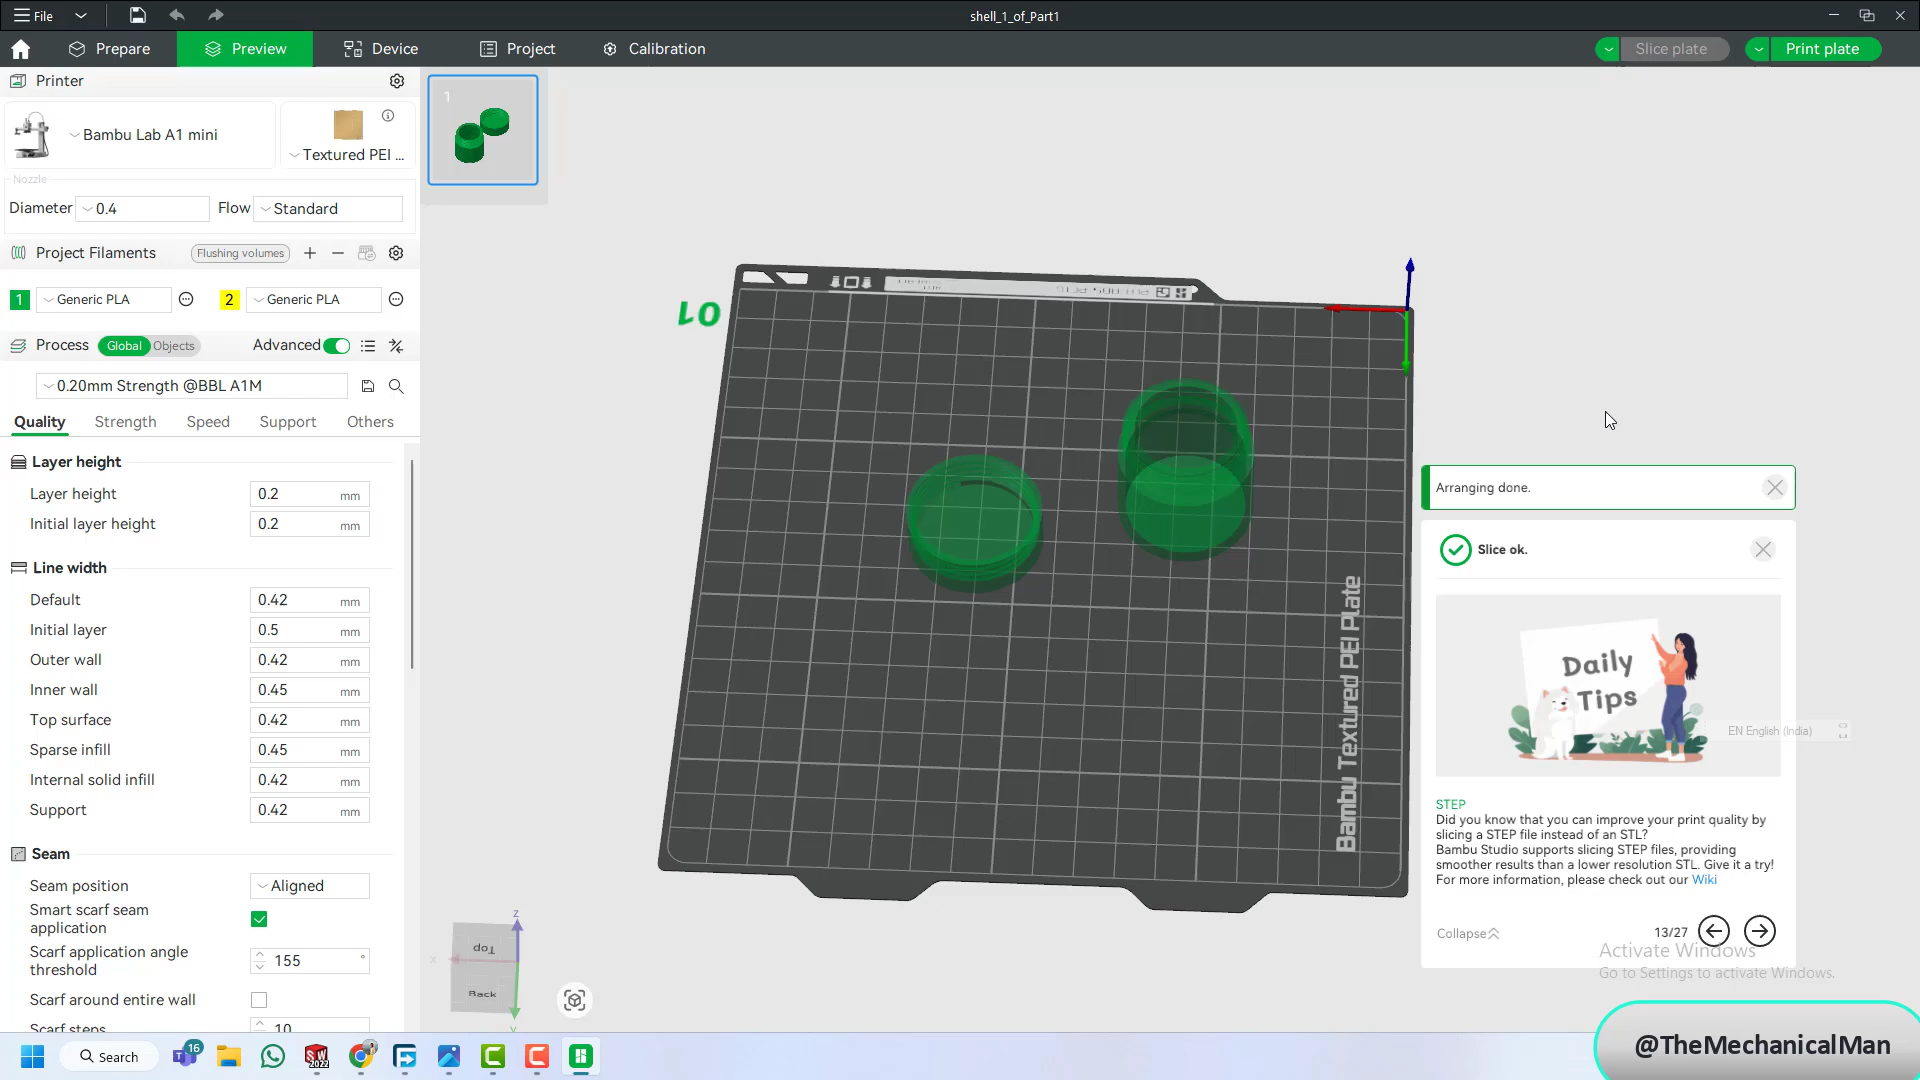 File
shell_1_of_Part1
Prepare
Preview
Device
Project
Calibration
Slice plate
Print plate
Printer
Bambu Lab A1 mini
Textured PEI ...
Nozzle
Diameter
0.4
Flow
Standard
Project Filaments
Flushing volumes
1
Generic PLA
2
Generic PLA
Process
Global
Objects
Advanced
0.20mm Strength @BBL A1M
Quality
Strength
Speed
Support
Others
Layer height
Layer height 0.2 mm
Initial layer height 0.2 mm
Line width
Default 0.42 mm
Initial layer 0.5 mm
Outer wall 0.42 mm
Inner wall 0.45 mm
Top surface 0.42 mm
Sparse infill 0.45 mm
Internal solid infill 0.42 mm
Support 0.42 mm
Seam
Seam position Aligned
Smart scarf seam
application
Scarf application angle
threshold
155 °
Scarf around entire wall
Scarf steps 10
1
01
Bambu Textured PEI Plate
Top
Back
z
x
y
Arranging done.
Slice ok.
Daily
Tips
EN English (India)
STEP
Did you know that you can improve your print quality by
slicing a STEP file instead of an STL?
Bambu Studio supports slicing STEP files, providing
smoother results than a lower resolution STL. Give it a try!
For more information, please check out our Wiki
Collapse
13/27
Activate Windows
Go to Settings to activate Windows.
Search
16
SW
2022
@TheMechanicalMan